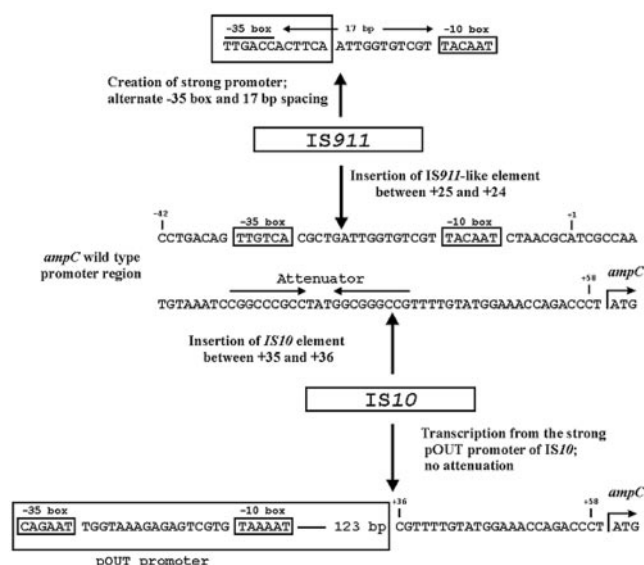 -35 box 17 bp -10 box
TTGACCACTTCA ATTGGTGTCGT TACAAT
Creation of strong promoter;
alternate -35 box and 17 bp spacing
IS911
Insertion of IS911-like element
between +25 and +24
-42 -35 box -10 box -1
CCTGACAG TTGTCA CGCTGATTGGTGTCGT TACAAT CTAACGCATCGCCAA
ampC wild type
promoter region
Attenuator +58 ampC
TGTAAATCCGGCCCGCCTATGGCGGGCCGTTTTGTATGGAAACCAGACCCT ATG
Insertion of IS10 element
between +35 and +36
IS10
Transcription from the strong
pOUT promoter of IS10;
no attenuation
-35 box -10 box +36 +58 ampC
CAGAAT TGGTAAAGAGAGTCGTG TAAAAT 123 bp CGTTTTGTATGGAAACCAGACCCT ATG
pOUT promoter